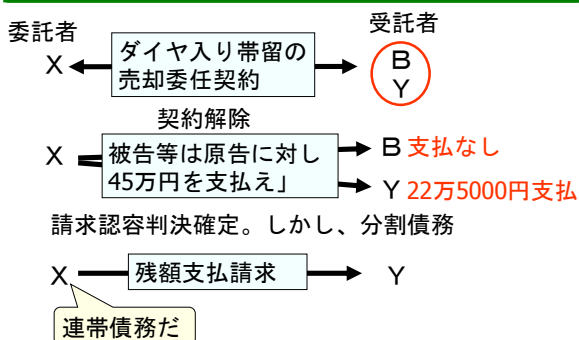 委託者
受託者
X
ダイヤ入り帯留の
売却委任契約
B
Y
契約解除
X
被告等は原告に対し
45万円を支払え」
B 支払なし
Y 22万5000円支払
請求認容判決確定。しかし、分割債務
X
残額支払請求
Y
連帯債務だ